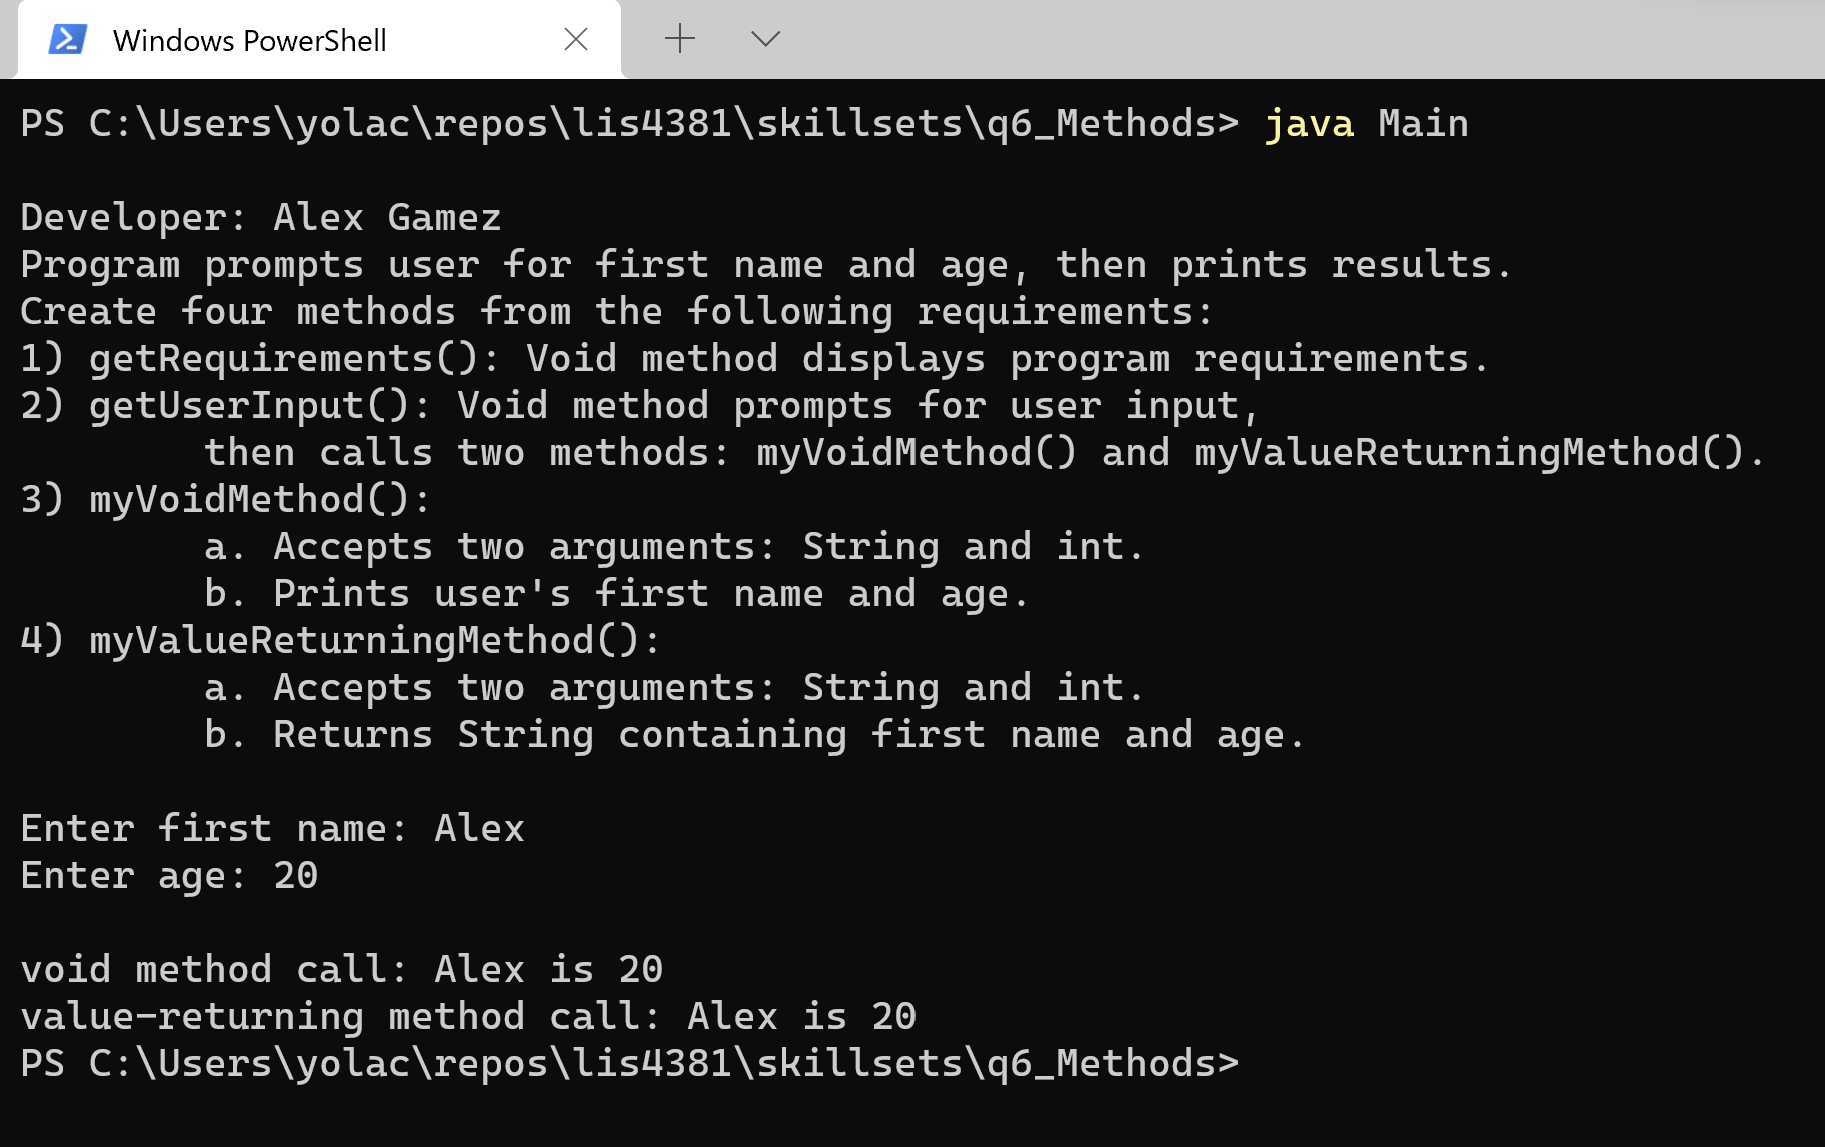 Windows PowerShell
PS C:\Users\yolac\repos\lis4381\skillsets\q6_Methods> java Main
Developer: Alex Gamez
Program prompts user for first name and age, then prints results.
Create four methods from the following requirements:
1) getRequirements(): Void method displays program requirements.
2) getUserInput(): Void method prompts for user input,
        then calls two methods: myVoidMethod() and myValueReturningMethod().
3) myVoidMethod():
        a. Accepts two arguments: String and int.
        b. Prints user's first name and age.
4) myValueReturningMethod():
        a. Accepts two arguments: String and int.
        b. Returns String containing first name and age.
Enter first name: Alex
Enter age: 20
void method call: Alex is 20
value-returning method call: Alex is 20
PS C:\Users\yolac\repos\lis4381\skillsets\q6_Methods>